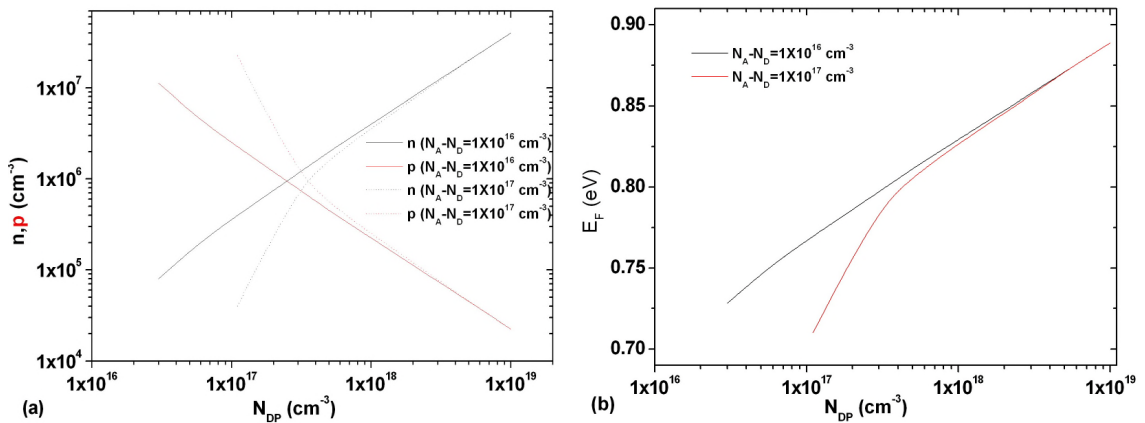 1x10⁷
1x10⁶
1x10⁵
1x10⁴
n,p (cm⁻³)
n (N_A-N_D=1X10¹⁶ cm⁻³)
p (N_A-N_D=1X10¹⁶ cm⁻³)
n (N_A-N_D=1X10¹⁷ cm⁻³)
p (N_A-N_D=1X10¹⁷ cm⁻³)
1x10¹⁶ 1x10¹⁷ 1x10¹⁸ 1x10¹⁹
(a) N_DP (cm⁻³)
0.90
0.85
0.80
0.75
0.70
E_F (eV)
N_A-N_D=1X10¹⁶ cm⁻³
N_A-N_D=1X10¹⁷ cm⁻³
1x10¹⁶ 1x10¹⁷ 1x10¹⁸ 1x10¹⁹
(b) N_DP (cm⁻³)